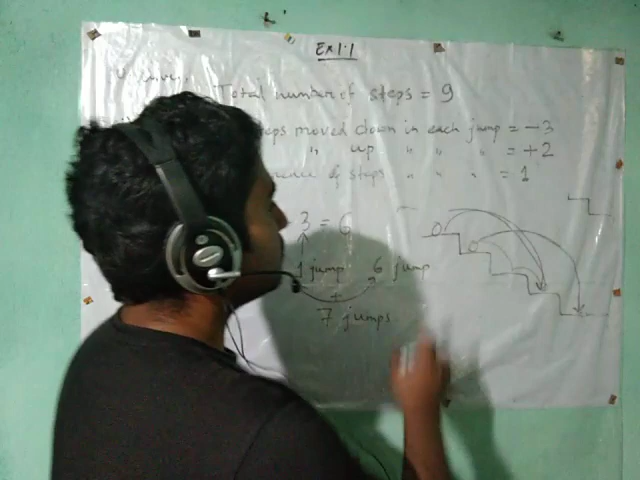 Ex 1.1
Total number of steps = 9
steps moved down in each jump = -3
" up " " " = +2
of steps " " " = 1
3 = 6
1 jump 6 jump
+
7 jumps